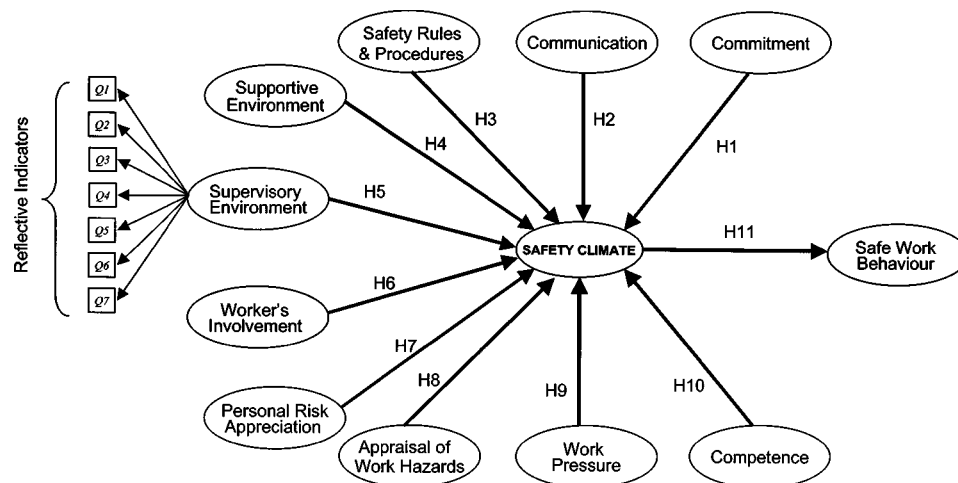 Safety Rules
& Procedures
Communication
Commitment
Supportive
Environment
H4
H3
H2
H1
Reflective Indicators
Q1
Q2
Q3
Q4
Q5
Q6
Q7
Supervisory
Environment
H5
SAFETY CLIMATE
H11
Safe Work
Behaviour
Worker's
Involvement
H6
H7
H8
H9
H10
Personal Risk
Appreciation
Appraisal of
Work Hazards
Work
Pressure
Competence